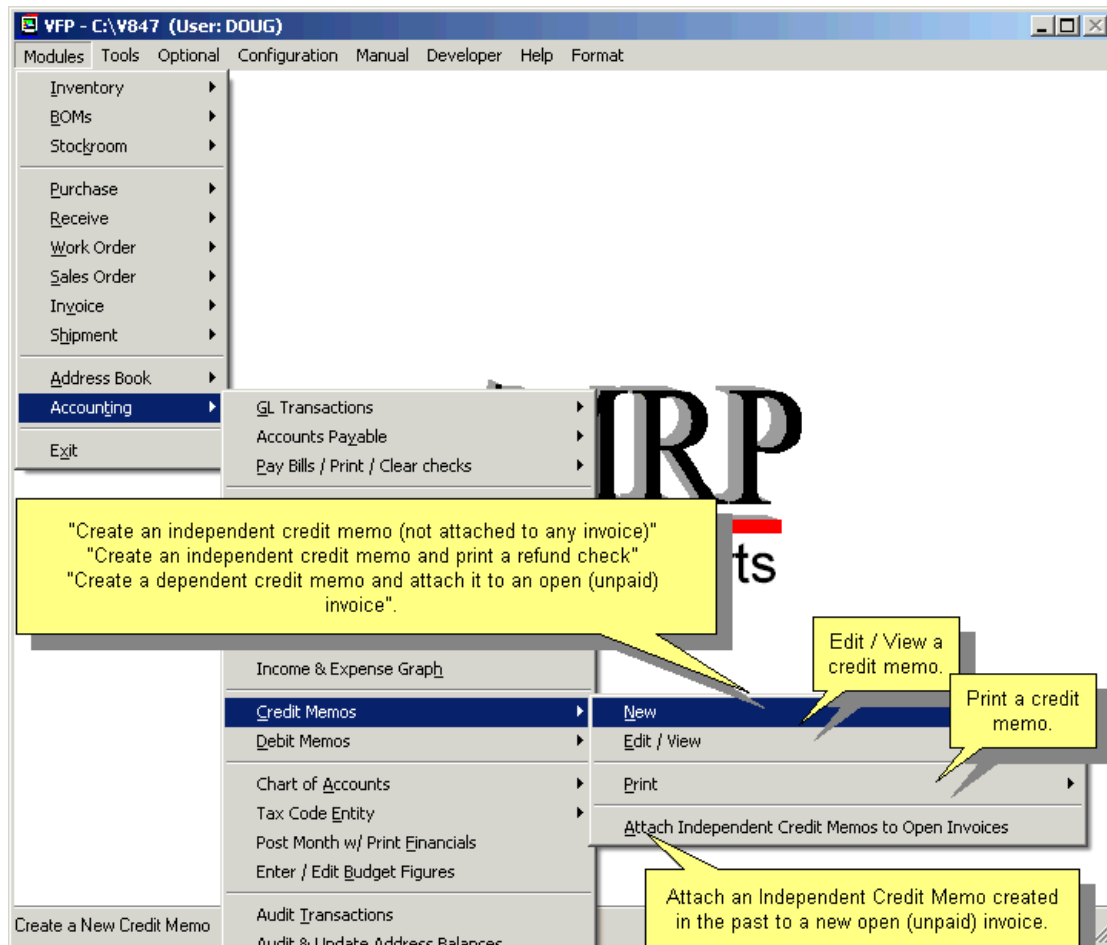 VFP - C:\V847 (User: DOUG)
Modules Tools Optional Configuration Manual Developer Help Format
Inventory
BOMs
Stockroom
Purchase
Receive
Work Order
Sales Order
Invoice
Shipment
Address Book
Accounting
Exit
GL Transactions
Accounts Payable
Pay Bills / Print / Clear checks
MRP
ts
"Create an independent credit memo (not attached to any invoice)"
"Create an independent credit memo and print a refund check"
"Create a dependent credit memo and attach it to an open (unpaid)
invoice".
Income & Expense Graph
Credit Memos
Debit Memos
Chart of Accounts
Tax Code Entity
Post Month w/ Print Financials
Enter / Edit Budget Figures
Audit Transactions
Audit & Update Address Balances
Edit / View a
credit memo.
Print a credit
memo.
New
Edit / View
Print
Attach Independent Credit Memos to Open Invoices
Attach an Independent Credit Memo created
in the past to a new open (unpaid) invoice.
Create a New Credit Memo